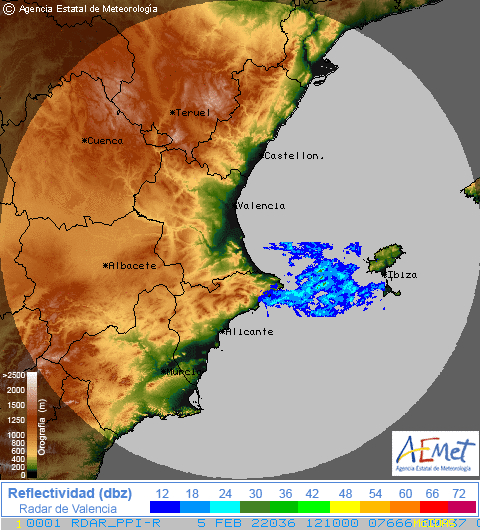 © Agencia Estatal de Meteorología
*Teruel
*Cuenca
*Castellon.
*Valencia
*Albacete
*Ibiza
*Alicante
*Murcia
>2500
2000
1500
1250
1000
800
600
400
200
0
Orografía (m)
AEMet
Agencia Estatal de Meteorología
Reflectividad (dbz)
Radar de Valencia
12 18 24 30 36 42 48 54 60 66 72
1 0001 RDAR_PPI-R 5 FEB 22036 121000